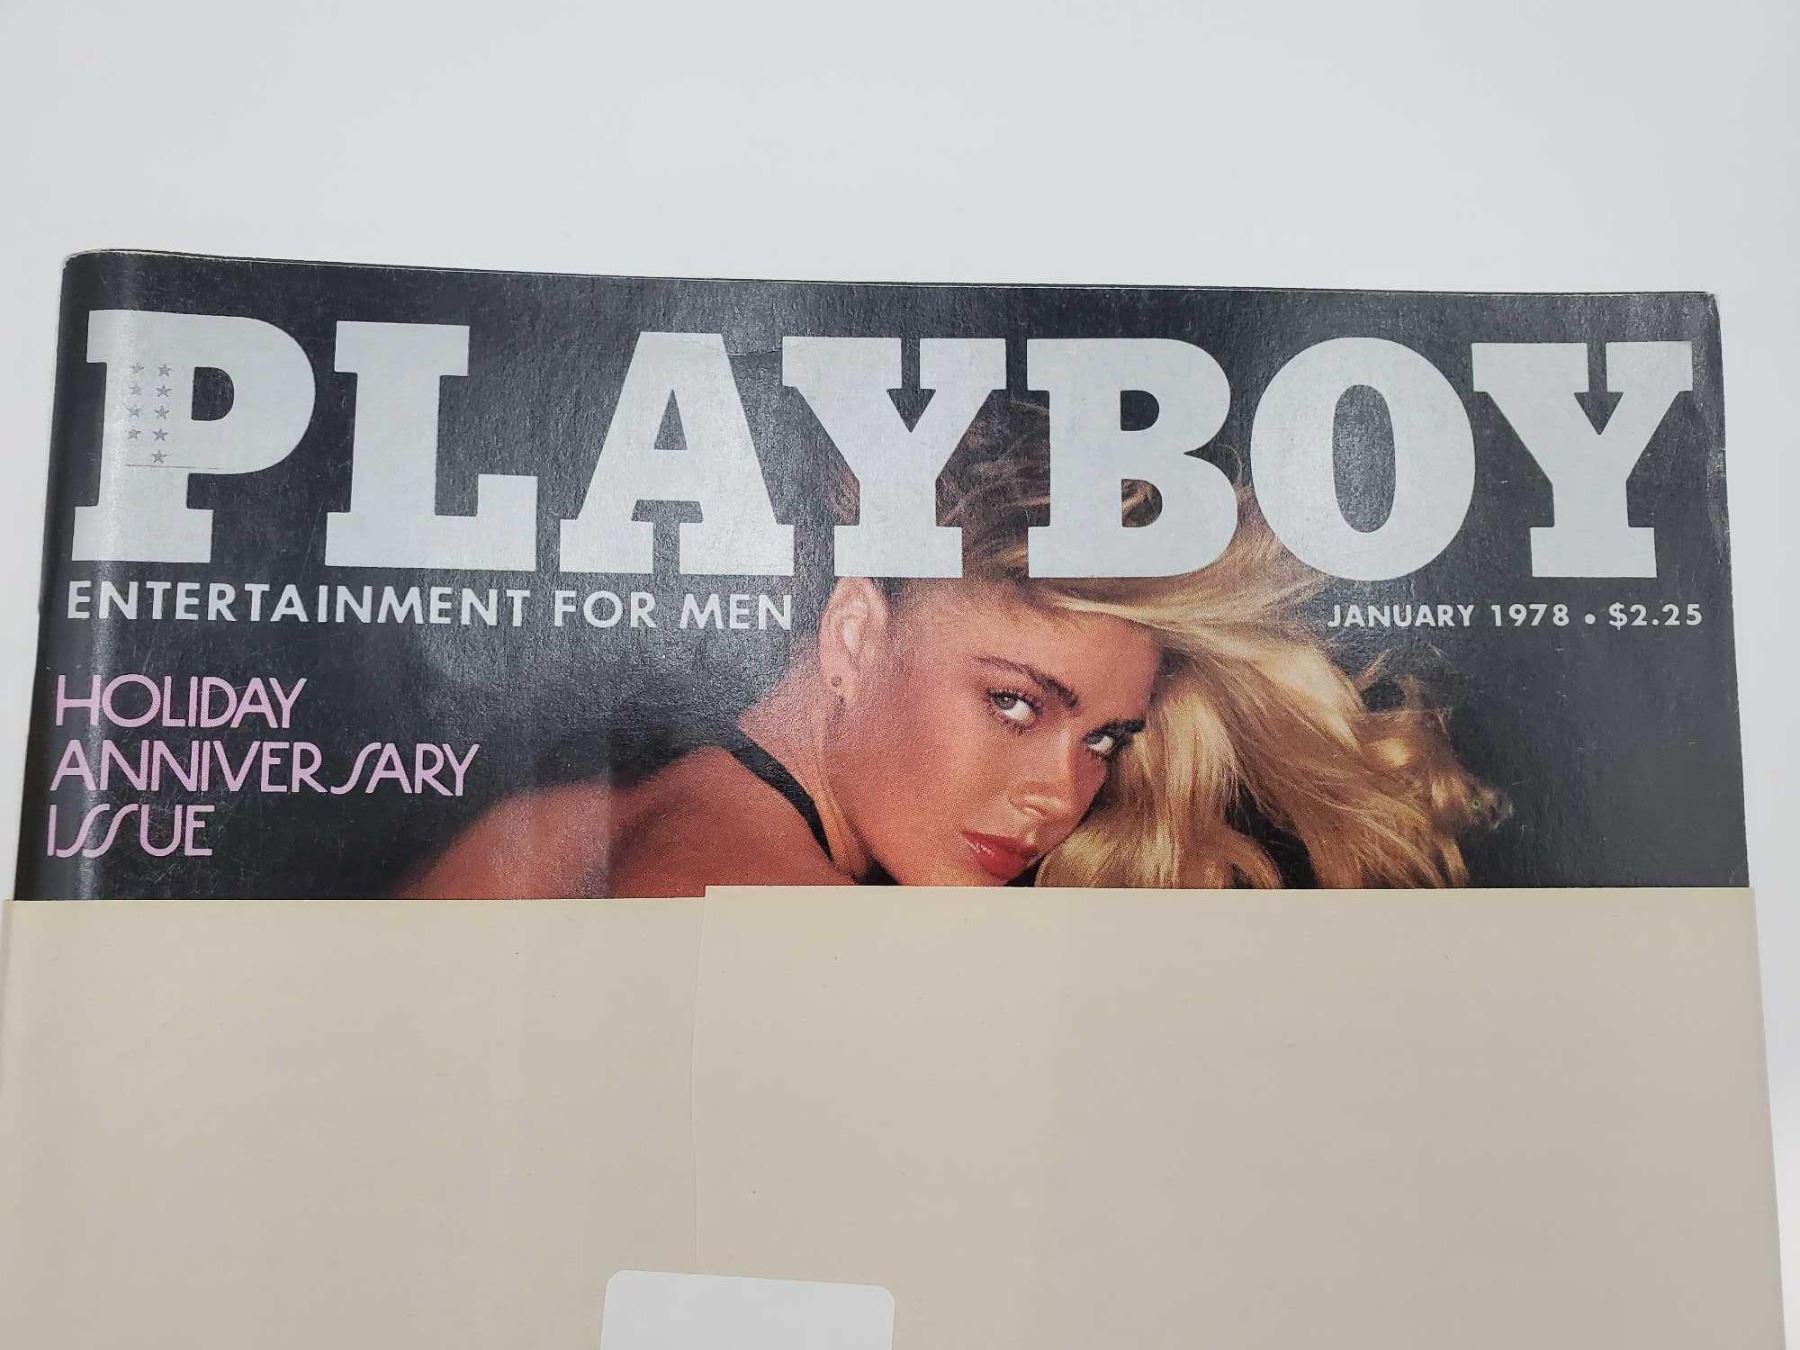 PLAYBOY
ENTERTAINMENT FOR MEN
JANUARY 1978 • $2.25
HOLIDAY
ANNIVERSARY
ISSUE